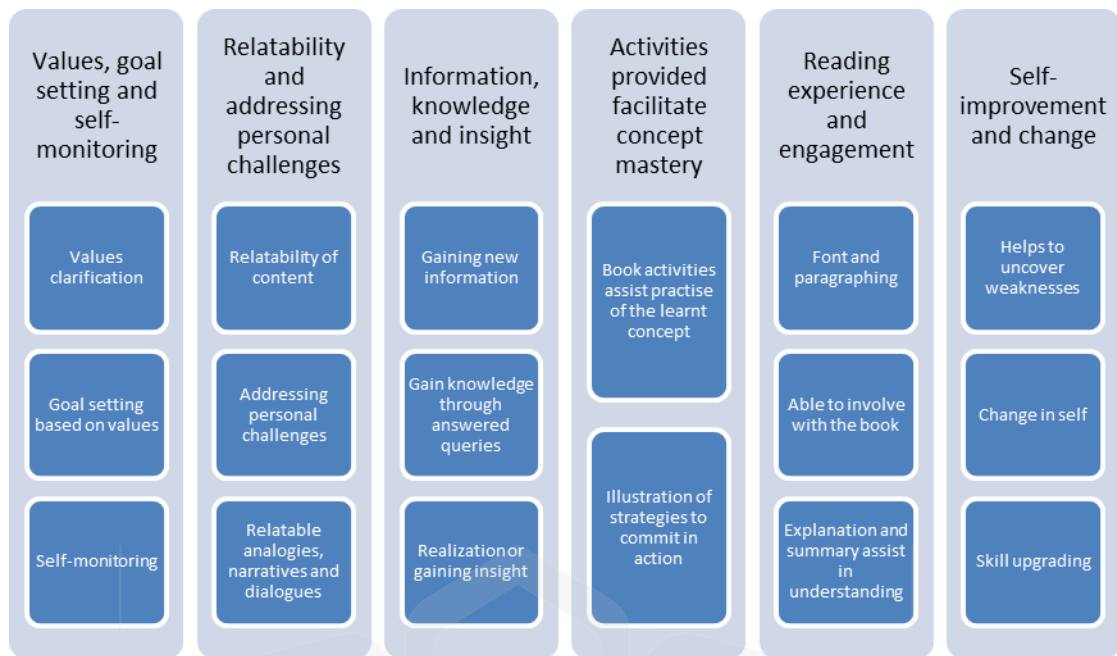 Values, goal
setting and
self-
monitoring
Values
clarification
Goal setting
based on values
Self-monitoring
Relatability
and
addressing
personal
challenges
Relatability of
content
Addressing
personal
challenges
Relatable
analogies,
narratives and
dialogues
Information,
knowledge
and insight
Gaining new
information
Gain knowledge
through
answered
queries
Realization or
gaining insight
Activities
provided
facilitate
concept
mastery
Book activities
assist practise
of the learnt
concept
Illustration of
strategies to
commit in
action
Reading
experience
and
engagement
Font and
paragraphing
Able to involve
with the book
Explanation and
summary assist
in
understanding
Self-
improvement
and change
Helps to
uncover
weaknesses
Change in self
Skill upgrading